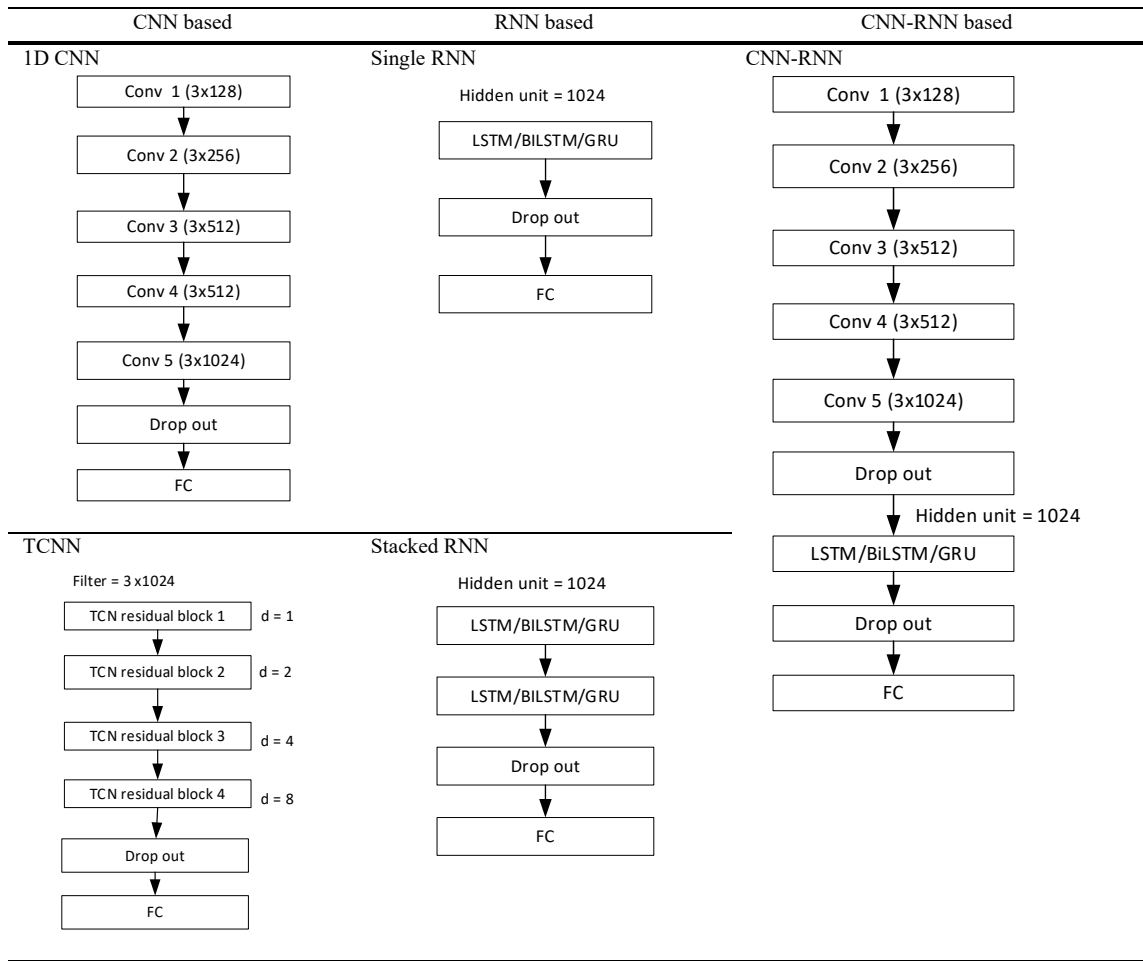 CNN based
RNN based
CNN-RNN based
1D CNN
Conv 1 (3x128)
Conv 2 (3x256)
Conv 3 (3x512)
Conv 4 (3x512)
Conv 5 (3x1024)
Drop out
FC
Single RNN
Hidden unit = 1024
LSTM/BILSTM/GRU
Drop out
FC
CNN-RNN
Conv 1 (3x128)
Conv 2 (3x256)
Conv 3 (3x512)
Conv 4 (3x512)
Conv 5 (3x1024)
Drop out
Hidden unit = 1024
LSTM/BiLSTM/GRU
Drop out
FC
TCNN
Filter = 3x1024
TCN residual block 1 d = 1
TCN residual block 2 d = 2
TCN residual block 3 d = 4
TCN residual block 4 d = 8
Drop out
FC
Stacked RNN
Hidden unit = 1024
LSTM/BILSTM/GRU
LSTM/BILSTM/GRU
Drop out
FC